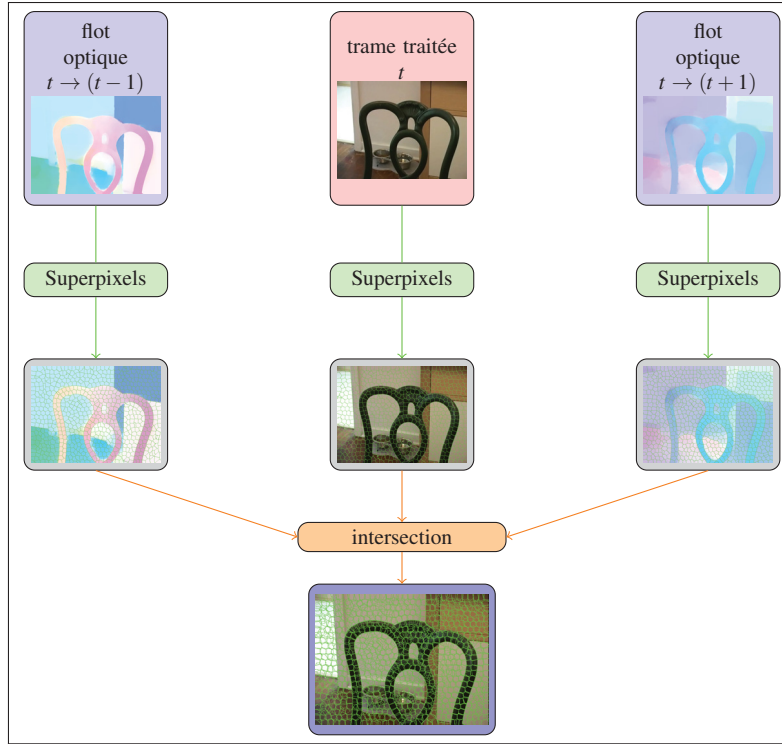 flot
optique
t → (t − 1)
trame traitée
t
flot
optique
t → (t + 1)
Superpixels
Superpixels
Superpixels
intersection